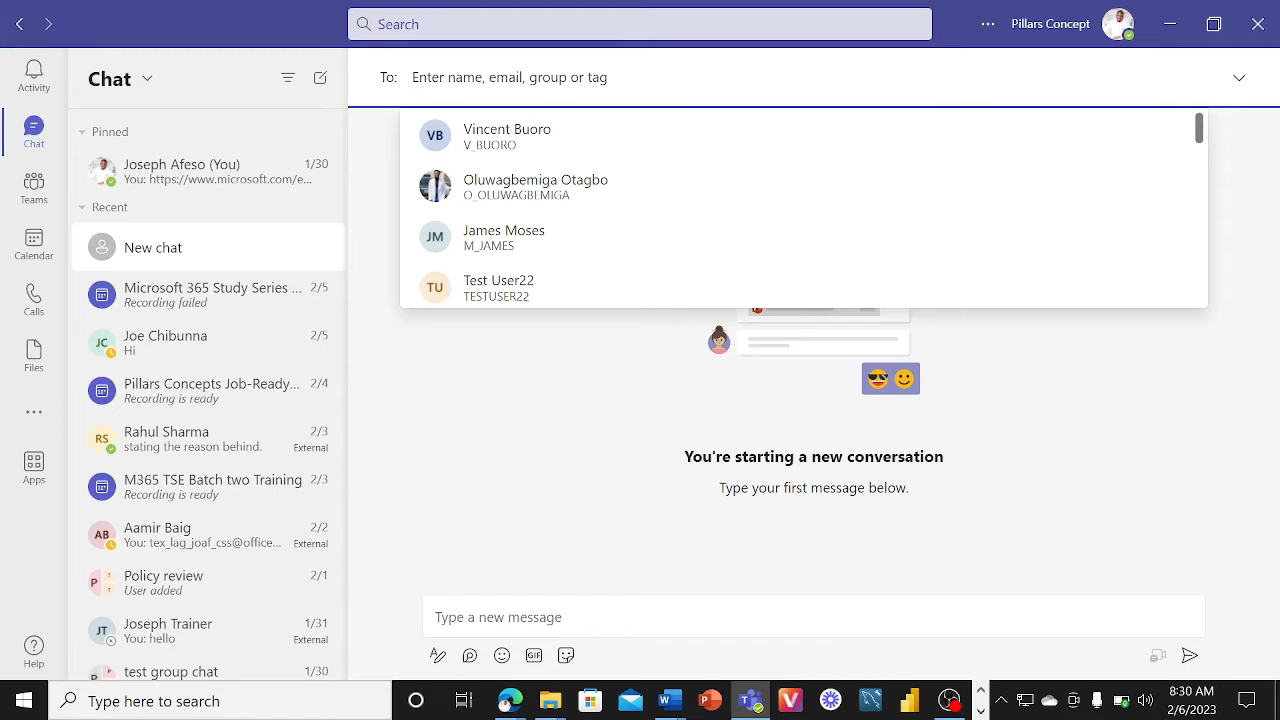 Search
Pillars Concept
Activity
Chat
Teams
Calendar
Calls
Files
Apps
Help
Chat
Pinned
Joseph Afeso (You)
1/30
You: https://www.microsoft.com/e...
Recent
New chat
Microsoft 365 Study Series ...
2/5
Recording failed
JC
Joe Chibunna
2/5
Hi
Pillars Concepts Job-Ready...
2/4
Recording is ready
RS
Rahul Sharma
2/3
stating the reason behind.
External
M365 TSE Batch two Training
2/3
Recording is ready
AB
Aamir Baig
2/2
You: tex_lag_joaf_css@office...
External
P
Policy review
2/1
User added
JT
Joseph Trainer
1/31
You: hello
External
P
test group chat
1/30
To: Enter name, email, group or tag
VB
Vincent Buoro
V_BUORO
Oluwagbemiga Otagbo
O_OLUWAGBEMIGA
JM
James Moses
M_JAMES
TU
Test User22
TESTUSER22
You're starting a new conversation
Type your first message below.
Type a new message
GIF
Type here to search
8:30 AM
2/6/2023